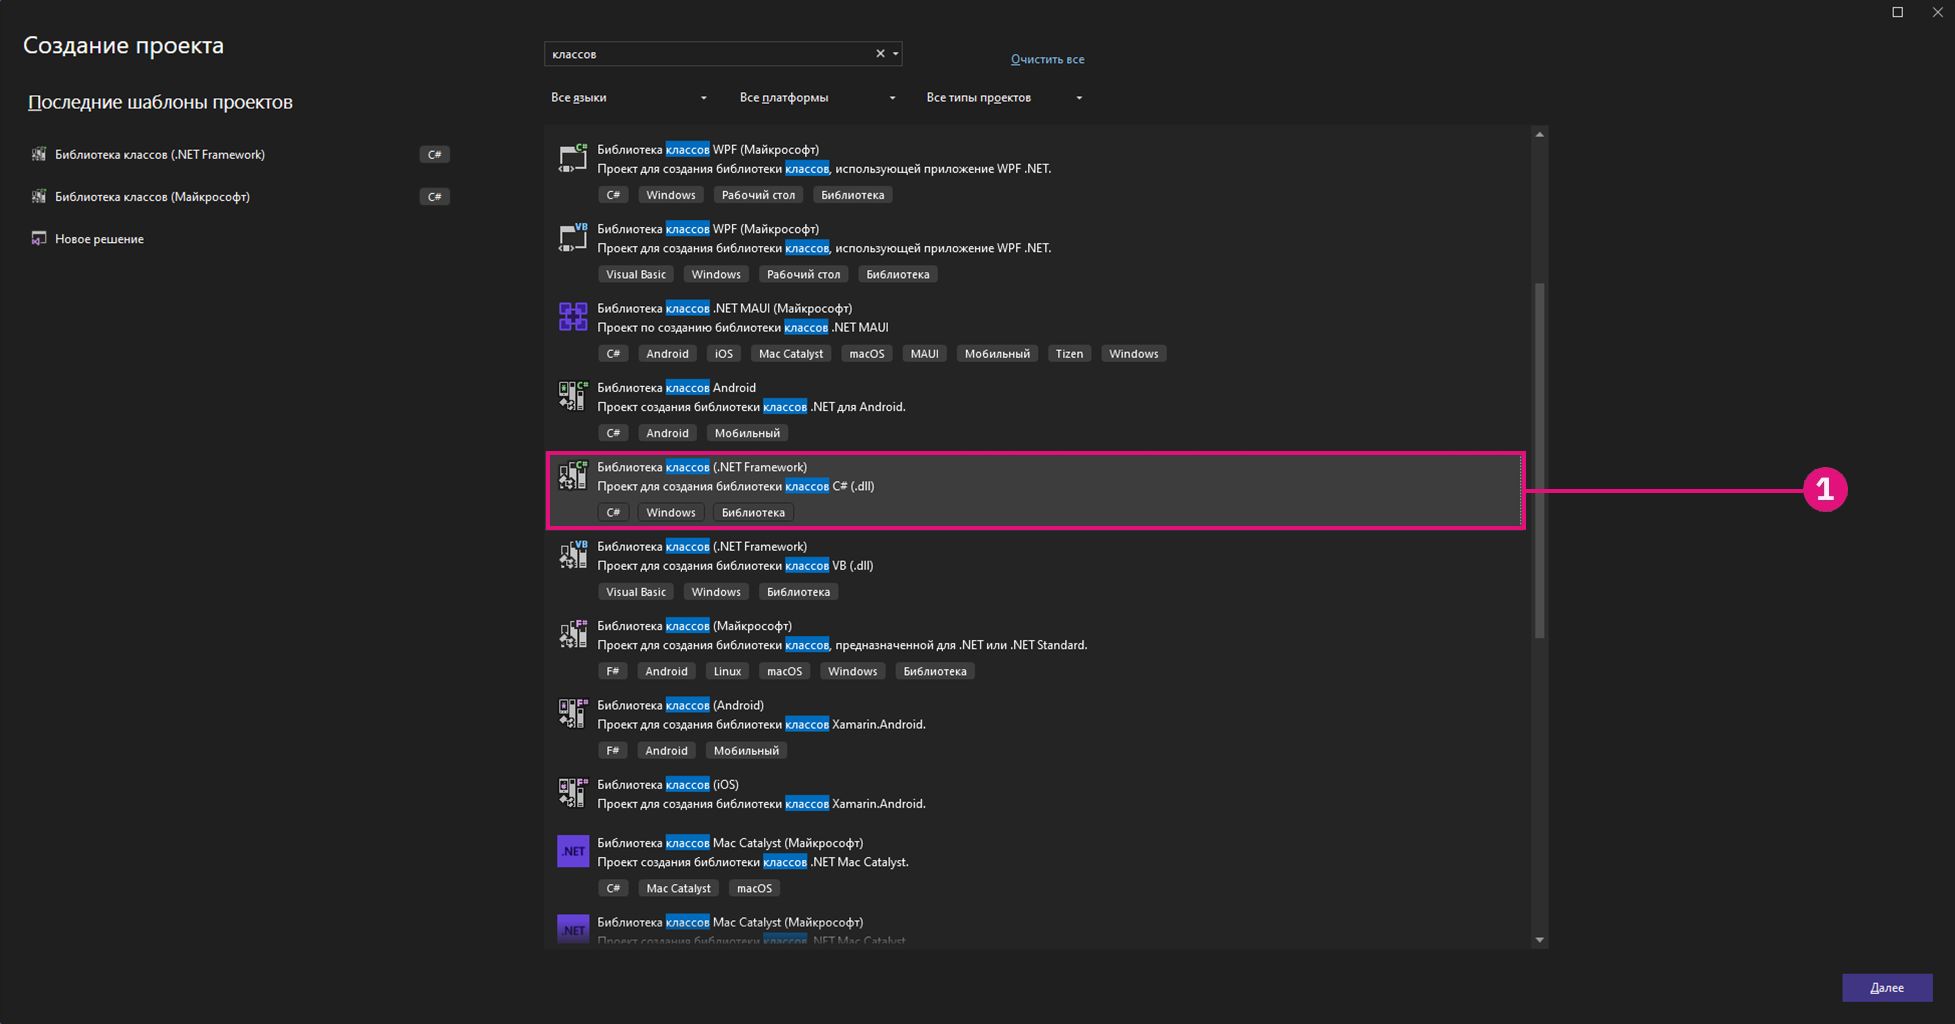 Создание проекта
Последние шаблоны проектов
Библиотека классов (.NET Framework) C#
Библиотека классов (Майкрософт) C#
Новое решение
классов
Очистить все
Все языки Все платформы Все типы проектов
C#
Библиотека классов WPF (Майкрософт)
Проект для создания библиотеки классов, использующей приложение WPF .NET.
C# Windows Рабочий стол Библиотека
VB
Библиотека классов WPF (Майкрософт)
Проект для создания библиотеки классов, использующей приложение WPF .NET.
Visual Basic Windows Рабочий стол Библиотека
Библиотека классов .NET MAUI (Майкрософт)
Проект по созданию библиотеки классов .NET MAUI
C# Android iOS Mac Catalyst macOS MAUI Мобильный Tizen Windows
C#
Библиотека классов Android
Проект создания библиотеки классов .NET для Android.
C# Android Мобильный
C#
Библиотека классов (.NET Framework)
Проект для создания библиотеки классов C# (.dll)
C# Windows Библиотека
1
VB
Библиотека классов (.NET Framework)
Проект для создания библиотеки классов VB (.dll)
Visual Basic Windows Библиотека
F#
Библиотека классов (Майкрософт)
Проект для создания библиотеки классов, предназначенной для .NET или .NET Standard.
F# Android Linux macOS Windows Библиотека
F#
Библиотека классов (Android)
Проект для создания библиотеки классов Xamarin.Android.
F# Android Мобильный
F#
Библиотека классов (iOS)
Проект для создания библиотеки классов Xamarin.Android.
.NET
Библиотека классов Mac Catalyst (Майкрософт)
Проект создания библиотеки классов .NET Mac Catalyst.
C# Mac Catalyst macOS
.NET
Библиотека классов Mac Catalyst (Майкрософт)
Проект создания библиотеки классов .NET Mac Catalyst
Далее